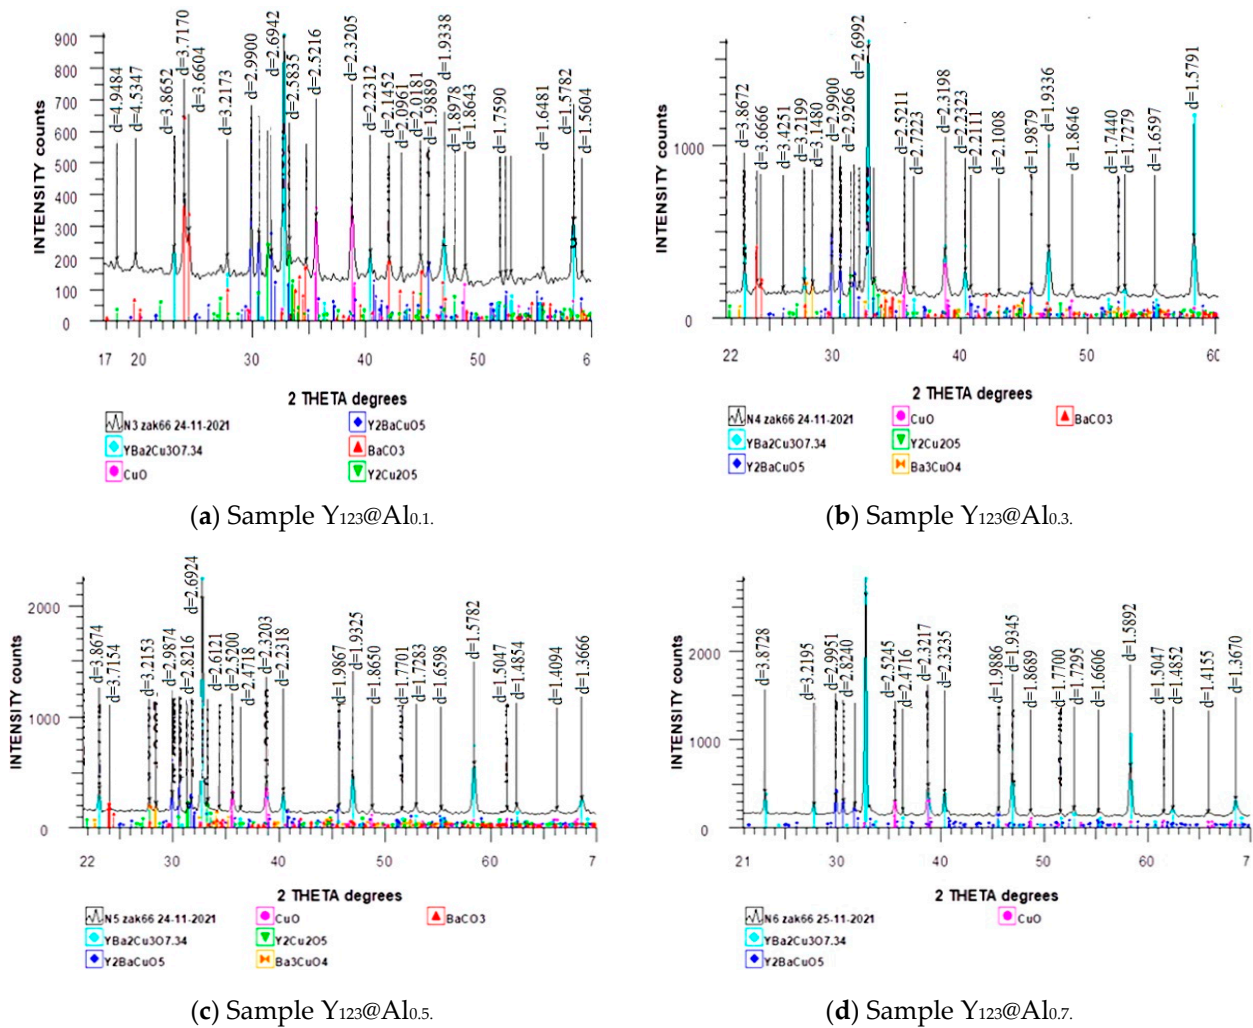 d=4.9484
d=4.5347
d=3.8652
d=3.7170
d=3.6604
d=3.2173
d=2.9900
d=2.6942
d=2.5835
d=2.5216
d=2.3205
d=2.2312
d=2.1452
d=2.0961
d=2.0181
d=1.9889
d=1.9338
d=1.8978
d=1.8643
d=1.7590
d=1.6481
d=1.5782
d=1.5604
900
800
700
600
500
400
300
200
100
0
INTENSITY counts
17 20 30 40 50 6
2 THETA degrees
N3 zak66 24-11-2021
YBa2Cu3O7.34
CuO
Y2BaCuO5
BaCO3
Y2Cu2O5
(a) Sample Y123@Al0.1.
d=3.8672
d=3.6666
d=3.4251
d=3.2199
d=3.1480
d=2.9900
d=2.9266
d=2.6992
d=2.5211
d=2.7223
d=2.3198
d=2.2323
d=2.2111
d=2.1008
d=1.9879
d=1.9336
d=1.8646
d=1.7440
d=1.7279
d=1.6597
d=1.5791
1000
0
INTENSITY counts
22 30 40 50 60
2 THETA degrees
N4 zak66 24-11-2021
YBa2Cu3O7.34
Y2BaCuO5
CuO
Y2Cu2O5
Ba3CuO4
BaCO3
(b) Sample Y123@Al0.3.
d=3.8674
d=3.7154
d=3.2153
d=2.9874
d=2.8216
d=2.6924
d=2.6121
d=2.5200
d=2.4718
d=2.3203
d=2.2318
d=1.9867
d=1.9325
d=1.8650
d=1.7701
d=1.7283
d=1.6598
d=1.5782
d=1.5047
d=1.4854
d=1.4094
d=1.3666
2000
1000
0
INTENSITY counts
22 30 40 50 60 7
2 THETA degrees
N5 zak66 24-11-2021
YBa2Cu3O7.34
Y2BaCuO5
CuO
Y2Cu2O5
Ba3CuO4
BaCO3
(c) Sample Y123@Al0.5.
d=3.8728
d=3.2195
d=2.9951
d=2.8240
d=2.5245
d=2.4716
d=2.3217
d=2.3235
d=1.9886
d=1.9345
d=1.8689
d=1.7700
d=1.7295
d=1.6606
d=1.5892
d=1.5047
d=1.4852
d=1.4155
d=1.3670
2000
1000
0
INTENSITY counts
21 30 40 50 60 7
2 THETA degrees
N6 zak66 25-11-2021
YBa2Cu3O7.34
Y2BaCuO5
CuO
(d) Sample Y123@Al0.7.